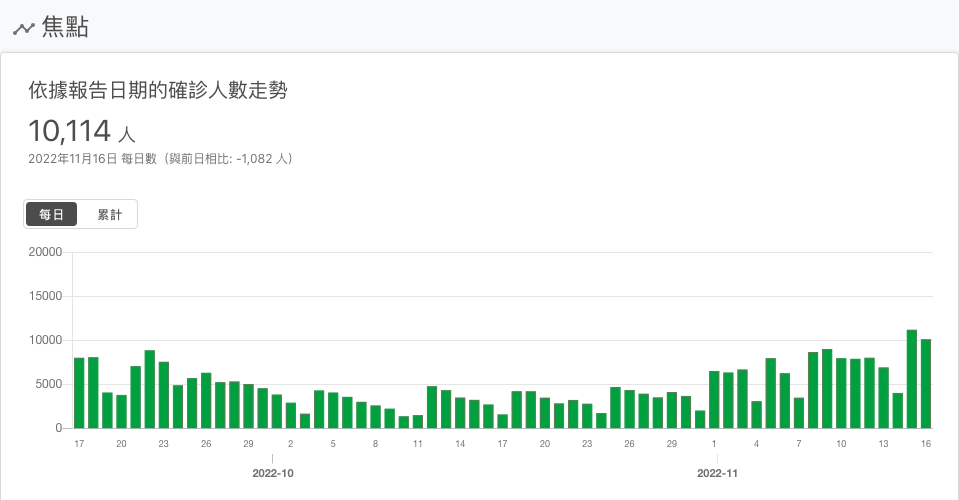 焦點
依據報告日期的確診人數走勢
10,114 人
2022年11月16日 每日數（與前日相比: -1,082 人）
每日 累計
20000
15000
10000
5000
0
17 20 23 26 29 2 5 8 11 14 17 20 23 26 29 1 4 7 10 13 16
2022-10 2022-11